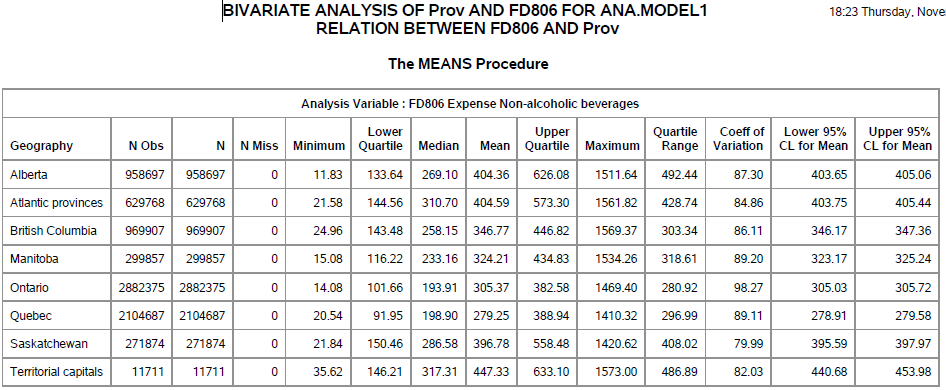 BIVARIATE ANALYSIS OF Prov AND FD806 FOR ANA.MODEL1 18:23 Thursday, Nove
RELATION BETWEEN FD806 AND Prov
The MEANS Procedure
Analysis Variable : FD806 Expense Non-alcoholic beverages
Geography N Obs N N Miss Minimum Lower Quartile Median Mean Upper Quartile Maximum Quartile Range Coeff of Variation Lower 95% CL for Mean Upper 95% CL for Mean
Alberta 958697 958697 0 11.83 133.64 269.10 404.36 626.08 1511.64 492.44 87.30 403.65 405.06
Atlantic provinces 629768 629768 0 21.58 144.56 310.70 404.59 573.30 1561.82 428.74 84.86 403.75 405.44
British Columbia 969907 969907 0 24.96 143.48 258.15 346.77 446.82 1569.37 303.34 86.11 346.17 347.36
Manitoba 299857 299857 0 15.08 116.22 233.16 324.21 434.83 1534.26 318.61 89.20 323.17 325.24
Ontario 2882375 2882375 0 14.08 101.66 193.91 305.37 382.58 1469.40 280.92 98.27 305.03 305.72
Quebec 2104687 2104687 0 20.54 91.95 198.90 279.25 388.94 1410.32 296.99 89.11 278.91 279.58
Saskatchewan 271874 271874 0 21.84 150.46 286.58 396.78 558.48 1420.62 408.02 79.99 395.59 397.97
Territorial capitals 11711 11711 0 35.62 146.21 317.31 447.33 633.10 1573.00 486.89 82.03 440.68 453.98